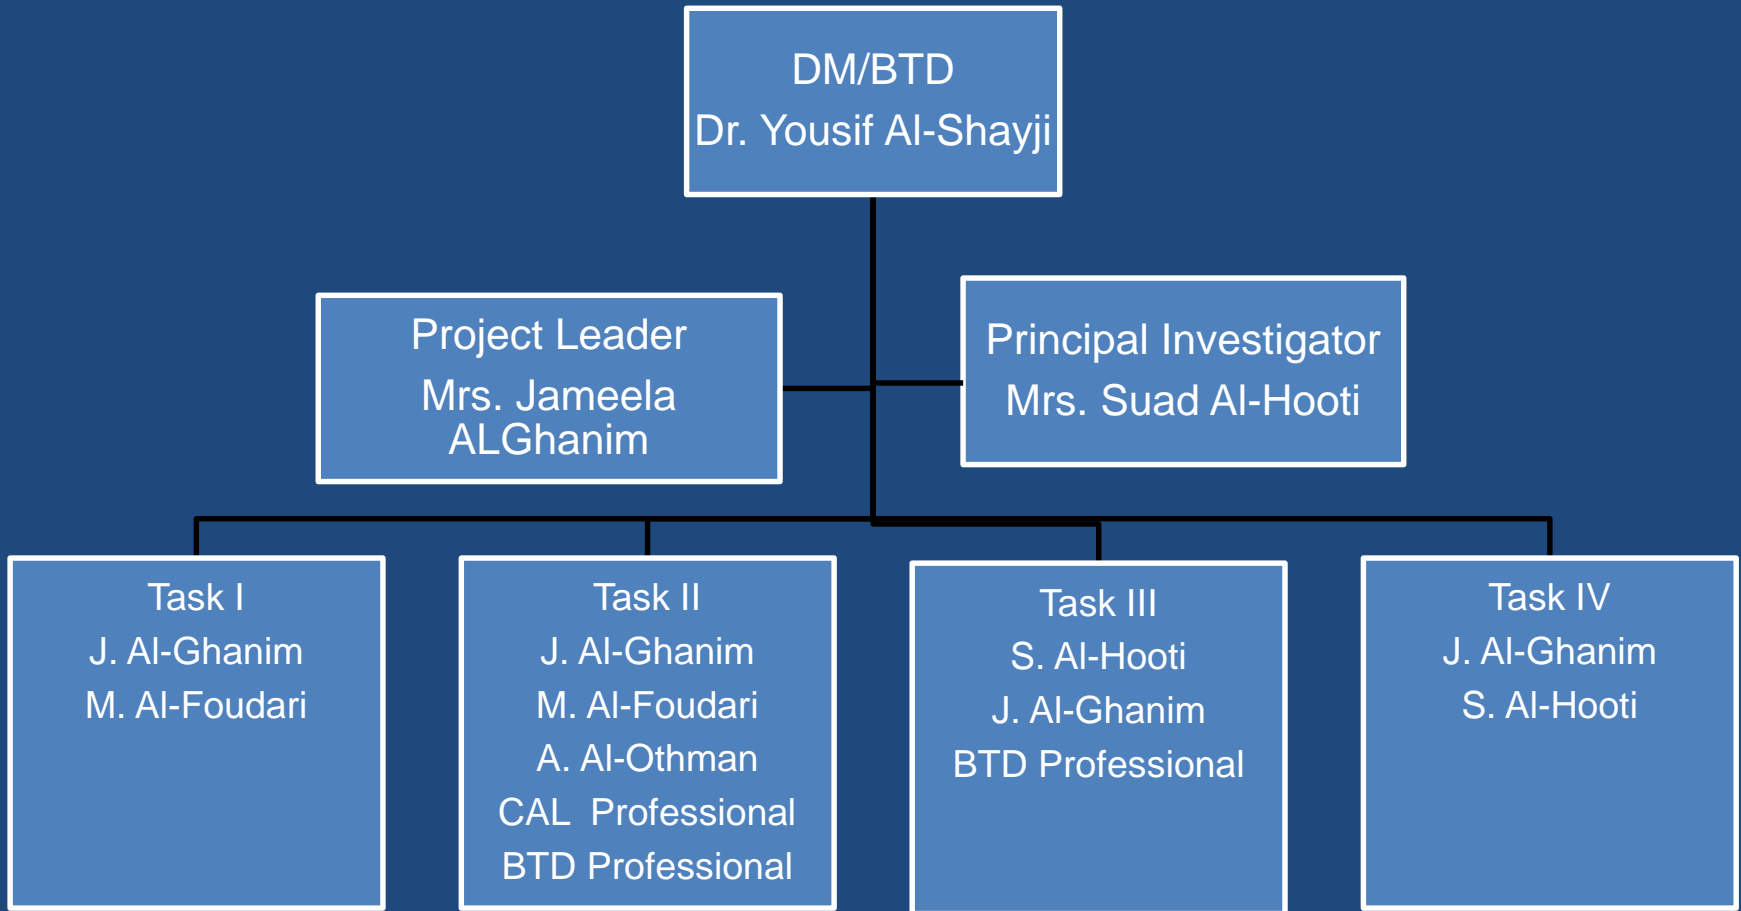 DM/BTD
Dr. Yousif Al-Shayji
Project Leader
Mrs. Jameela
ALGhanim
Principal Investigator
Mrs. Suad Al-Hooti
Task I
J. Al-Ghanim
M. Al-Foudari
Task II
J. Al-Ghanim
M. Al-Foudari
A. Al-Othman
CAL  Professional
BTD Professional
Task III
S. Al-Hooti
J. Al-Ghanim
BTD Professional
Task IV
J. Al-Ghanim
S. Al-Hooti